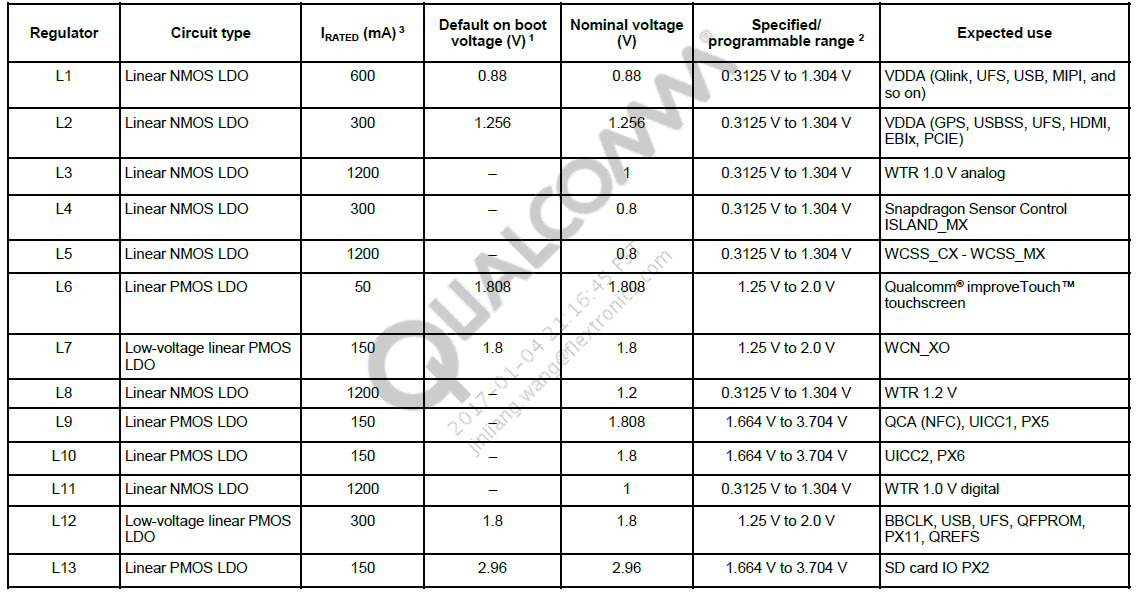 Regulator Circuit type IRATED (mA) 3 Default on boot voltage (V) 1 Nominal voltage (V) Specified/ programmable range 2 Expected use
L1 Linear NMOS LDO 600 0.88 0.88 0.3125 V to 1.304 V VDDA (Qlink, UFS, USB, MIPI, and
so on)
L2 Linear NMOS LDO 300 1.256 1.256 0.3125 V to 1.304 V VDDA (GPS, USBSS, UFS, HDMI,
EBIx, PCIE)
L3 Linear NMOS LDO 1200 – 1 0.3125 V to 1.304 V WTR 1.0 V analog
L4 Linear NMOS LDO 300 – 0.8 0.3125 V to 1.304 V Snapdragon Sensor Control
ISLAND_MX
L5 Linear NMOS LDO 1200 – 0.8 0.3125 V to 1.304 V WCSS_CX - WCSS_MX
L6 Linear PMOS LDO 50 1.808 1.808 1.25 V to 2.0 V Qualcomm® improveTouch™
touchscreen
L7 Low-voltage linear PMOS LDO 150 1.8 1.8 1.25 V to 2.0 V WCN_XO
L8 Linear NMOS LDO 1200 – 1.2 0.3125 V to 1.304 V WTR 1.2 V
L9 Linear PMOS LDO 150 – 1.808 1.664 V to 3.704 V QCA (NFC), UICC1, PX5
L10 Linear PMOS LDO 150 – 1.8 1.664 V to 3.704 V UICC2, PX6
L11 Linear NMOS LDO 1200 – 1 0.3125 V to 1.304 V WTR 1.0 V digital
L12 Low-voltage linear PMOS LDO 300 1.8 1.8 1.25 V to 2.0 V BBCLK, USB, UFS, QFPROM,
PX11, QREFS
L13 Linear PMOS LDO 150 2.96 2.96 1.664 V to 3.704 V SD card IO PX2
QUALCOMM®
2017-01-04 21:16:45
jinliang.wang@flextronics.com